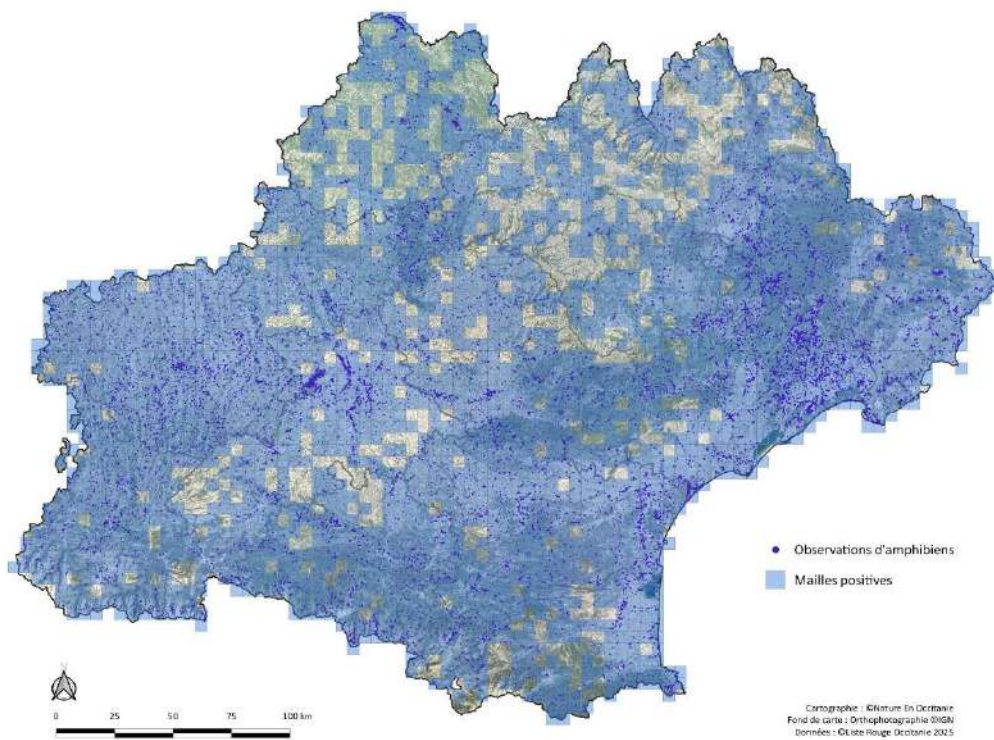 Observations d'amphibiens
Mailles positives
N
0 25 50 75 100 km
Cartographie : ©Nature En Occitanie
Fond de carte : Orthophotographie ©IGN
Données : ©Liste Rouge Occitanie 2025